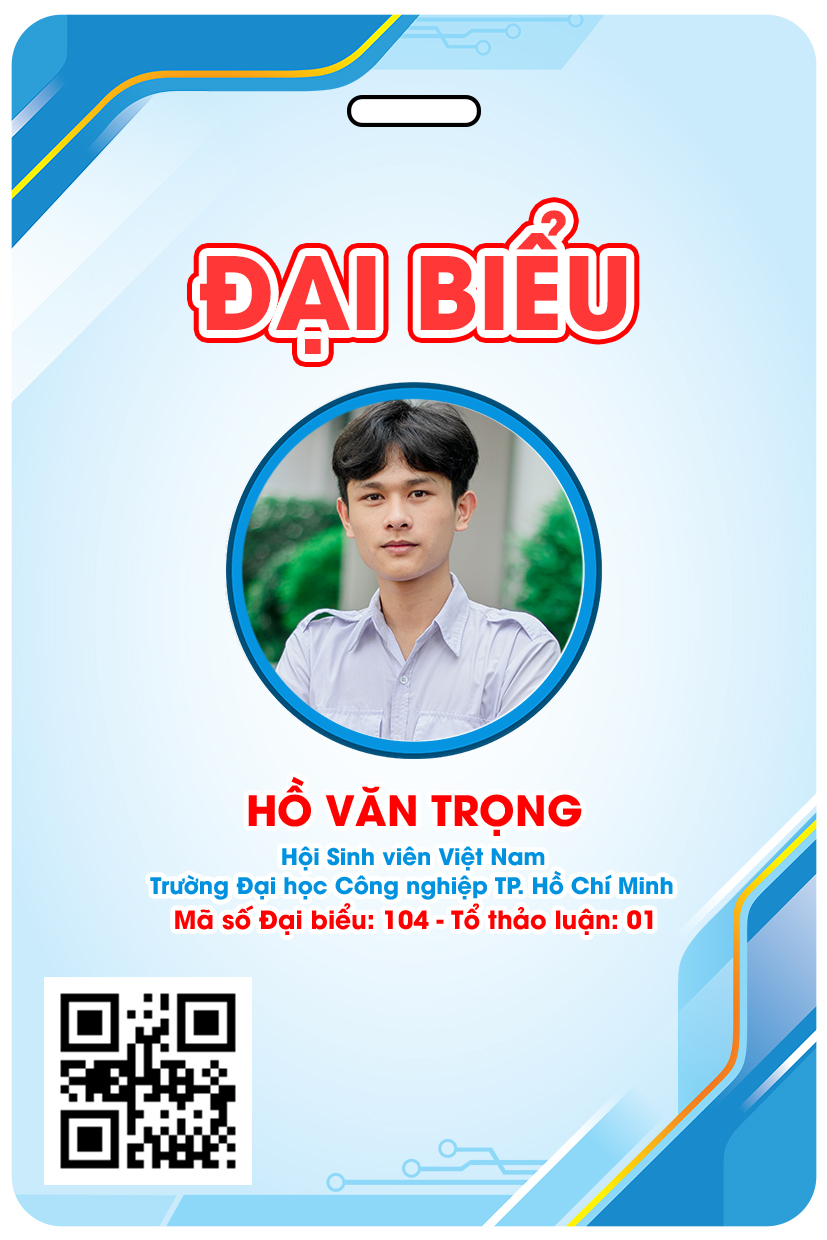 ĐẠI BIỂU
HỒ VĂN TRỌNG
Hội Sinh viên Việt Nam
Trường Đại học Công nghiệp TP. Hồ Chí Minh
Mã số Đại biểu: 104 - Tổ thảo luận: 01